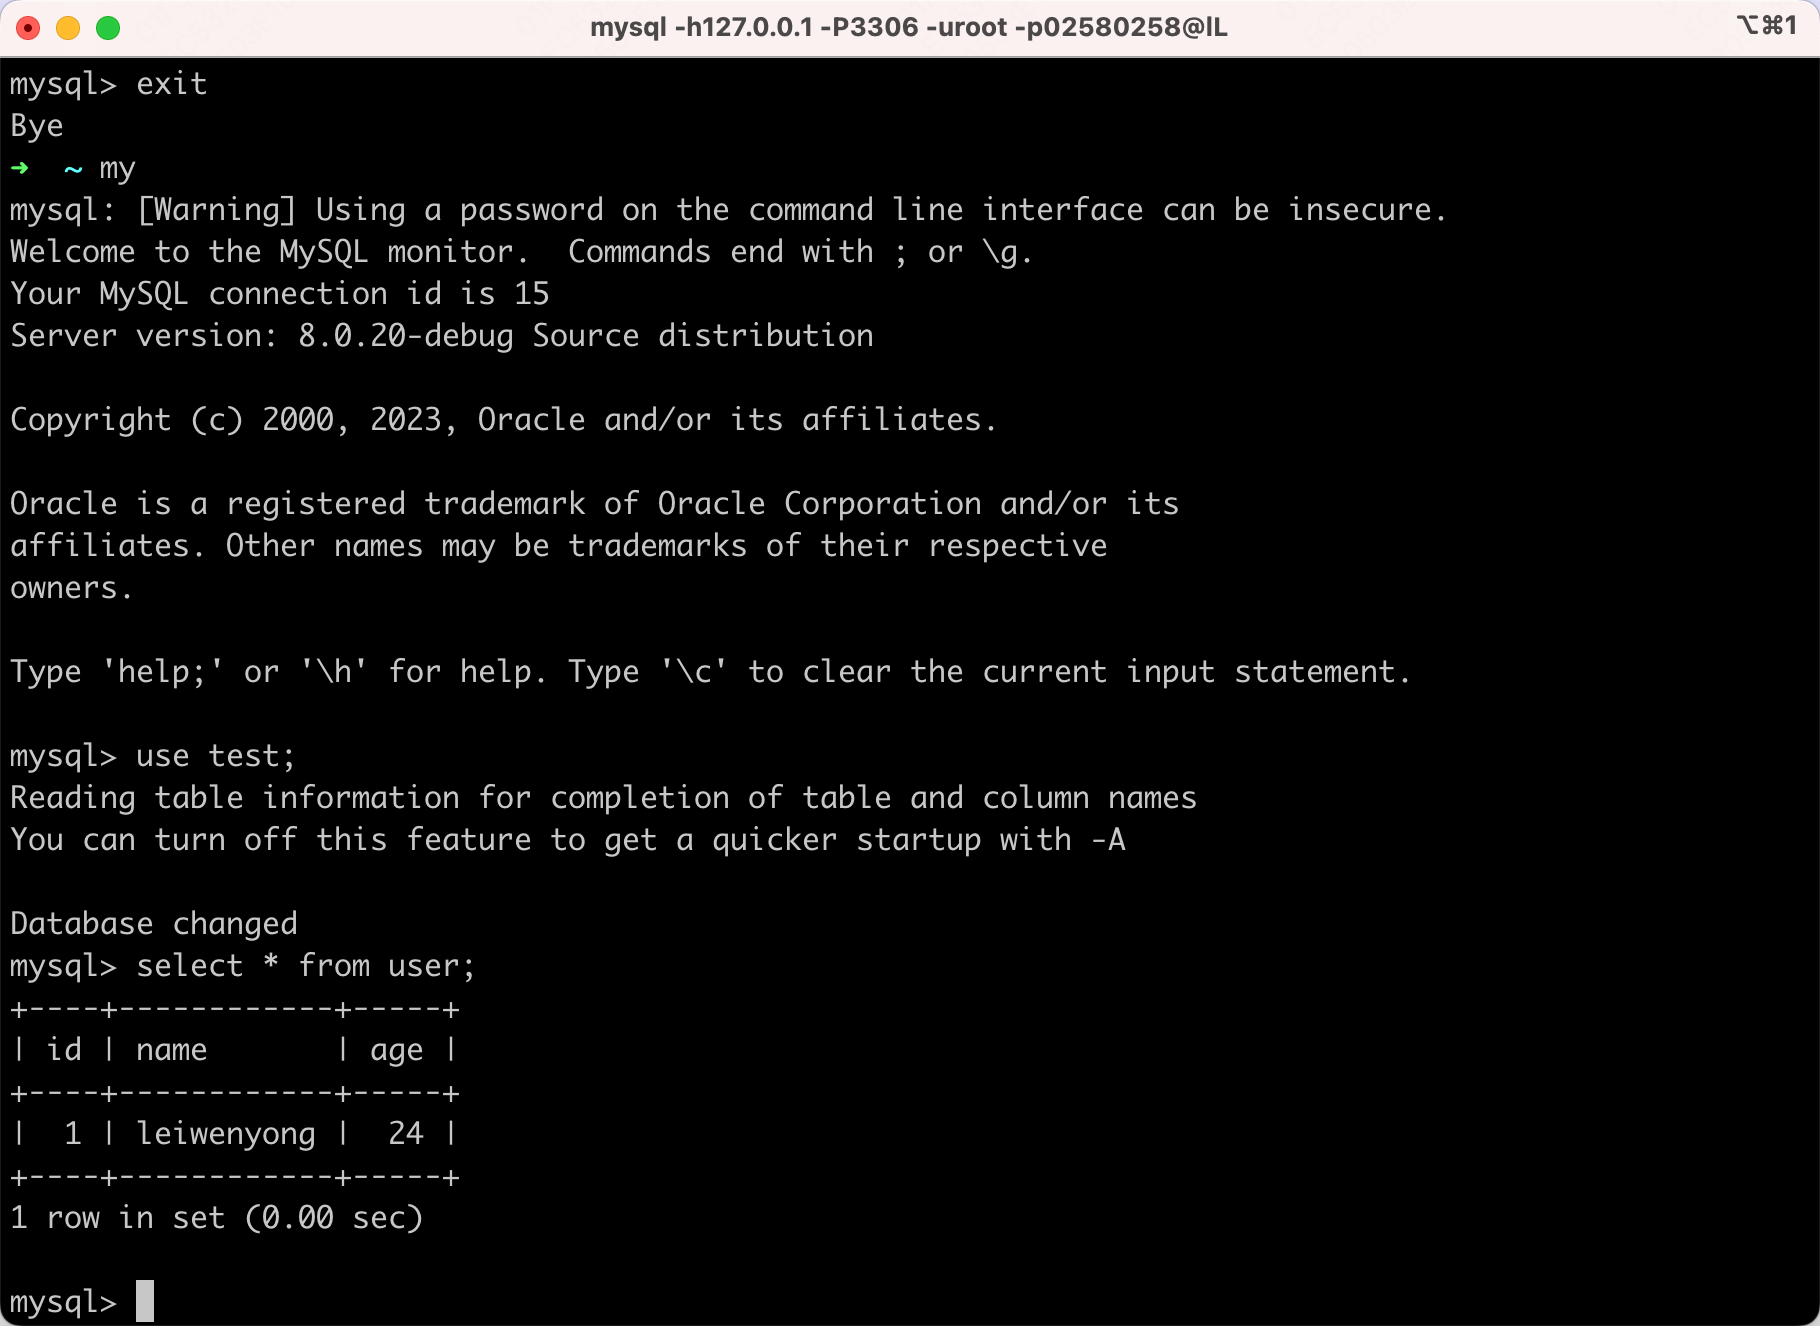 mysql -h127.0.0.1 -P3306 -uroot -p02580258@lL
⌥⌘1
mysql> exit
Bye
➜  ~ my
mysql: [Warning] Using a password on the command line interface can be insecure.
Welcome to the MySQL monitor.  Commands end with ; or \g.
Your MySQL connection id is 15
Server version: 8.0.20-debug Source distribution

Copyright (c) 2000, 2023, Oracle and/or its affiliates.

Oracle is a registered trademark of Oracle Corporation and/or its
affiliates. Other names may be trademarks of their respective
owners.

Type 'help;' or '\h' for help. Type '\c' to clear the current input statement.

mysql> use test;
Reading table information for completion of table and column names
You can turn off this feature to get a quicker startup with -A

Database changed
mysql> select * from user;
+----+------------+-----+
| id | name       | age |
+----+------------+-----+
|  1 | leiwenyong |  24 |
+----+------------+-----+
1 row in set (0.00 sec)

mysql>